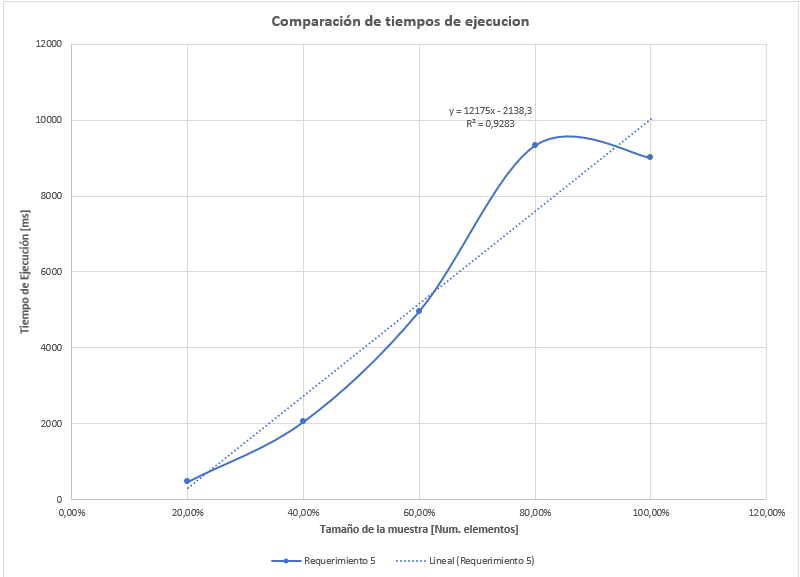 Comparación de tiempos de ejecucion
12000
10000
8000
6000
4000
2000
0
Tiempo de Ejecución [ms]
y = 12175x - 2138,3
R² = 0,9283
0,00%
20,00%
40,00%
60,00%
80,00%
100,00%
120,00%
Tamaño de la muestra [Num. elementos]
Requerimiento 5
Lineal (Requerimiento 5)